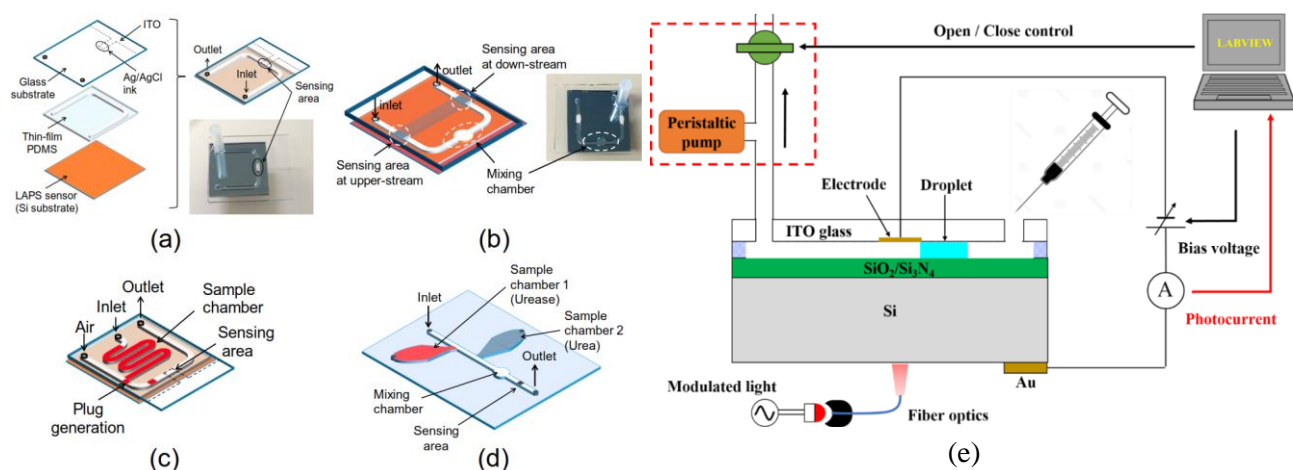 ITO
Outlet
Inlet
Glass
substrate
Ag/AgCl
ink
Sensing
area
Thin-film
PDMS
LAPS sensor
(Si substrate)
(a)
outlet
inlet
Sensing area
at down-stream
Sensing area
at upper-stream
Mixing
chamber
(b)
Outlet
Inlet
Air
Sample
chamber
Sensing
area
Plug
generation
(c)
Sample
chamber 1
(Urease)
Inlet
Sample
chamber 2
(Urea)
Outlet
Mixing
chamber
Sensing
area
(d)
Open / Close control
LABVIEW
Peristaltic
pump
Electrode
Droplet
ITO glass
SiO₂/Si₃N₄
Si
Bias voltage
A
Photocurrent
Au
Modulated light
Fiber optics
(e)